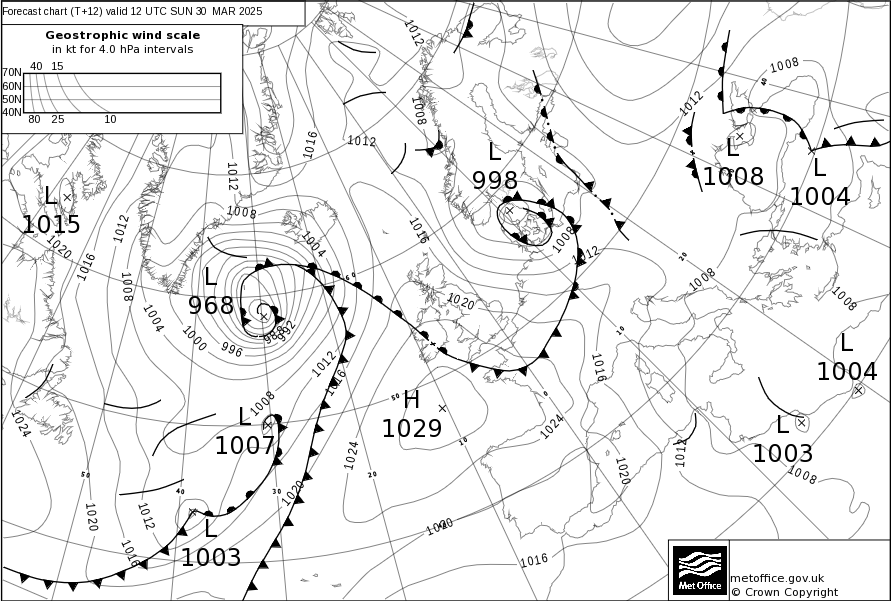 Forecast chart (T+12) valid 12 UTC SUN 30 MAR 2025
Geostrophic wind scale
in kt for 4.0 hPa intervals
40 15
70N
60N
50N
40N
80 25 10
1012
1008
1012
1016
1012
1008
L
998
L
1008
L
1004
L
1015
1020
1016
1012
1008
1012
1008
1004
1004
1000
996
988
992
L
968
60
1016
1020
1008
1012
20
1008
1008
10
L
1004
1012
1016
1008
L
1007
50
H
1029
10
0
1016
1024
1020
1012
L
1003
1008
1024
50
1020
1012
1016
40
30
1020
1024
20
L
1003
1016
40
metoffice.gov.uk
© Crown Copyright
Met Office